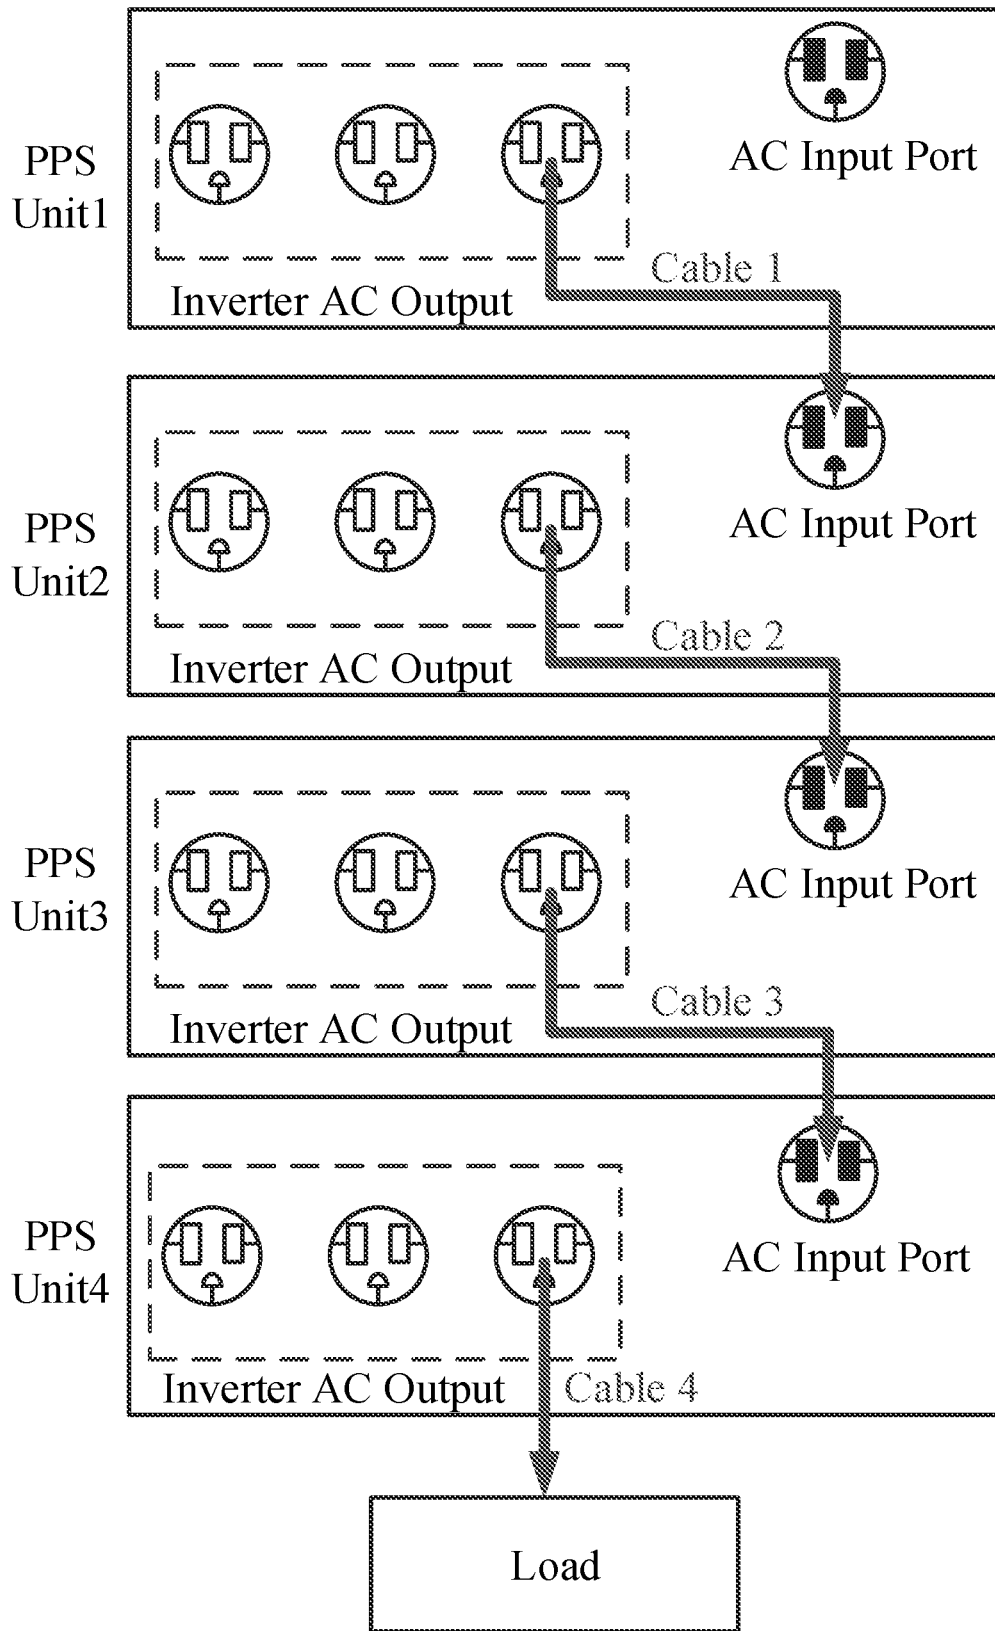 AC Input Port
PPS
Unit1
Cable 1
Inverter AC Output
AC Input Port
PPS
Unit2
Cable 2
Inverter AC Output
AC Input Port
PPS
Unit3
Cable 3
Inverter AC Output
AC Input Port
PPS
Unit4
Inverter AC Output
Cable 4
Load